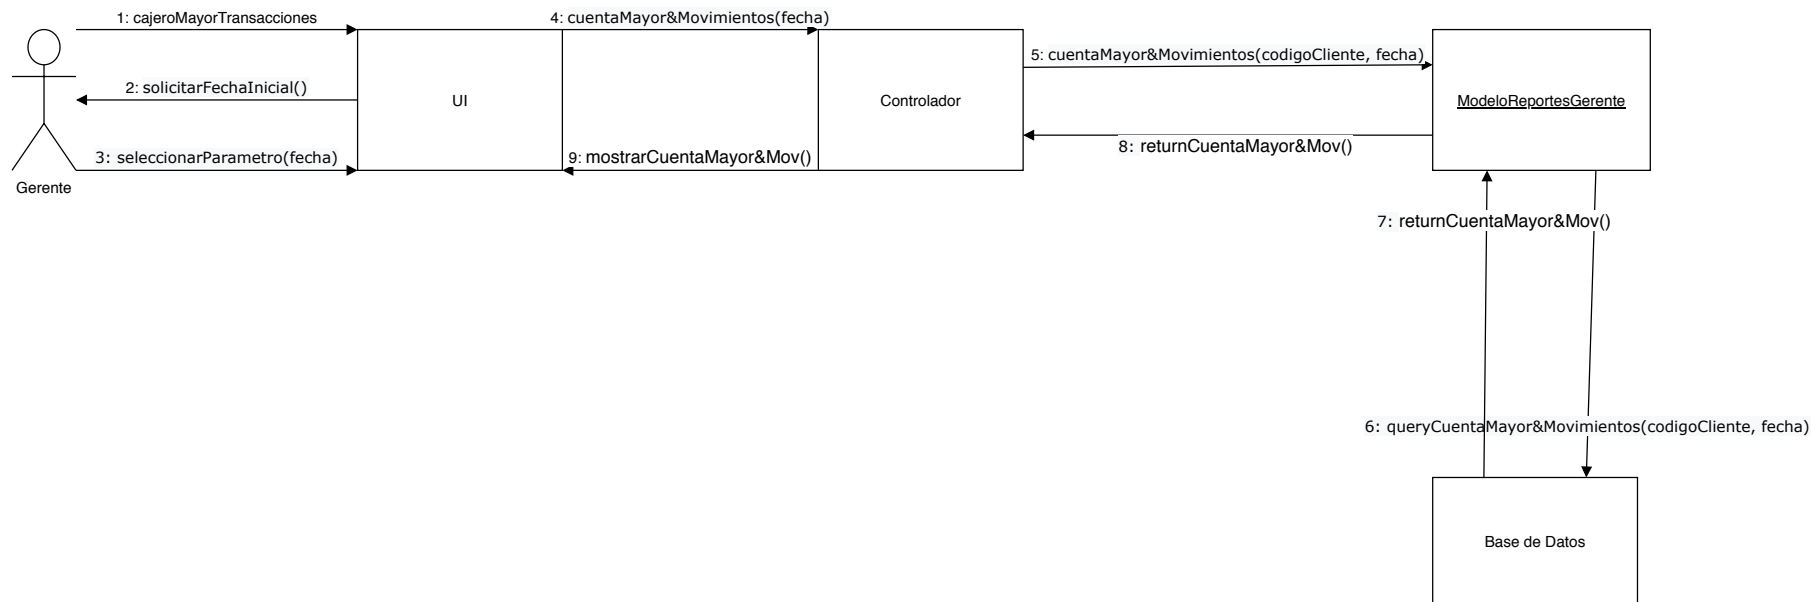 1: cajeroMayorTransacciones
4: cuentaMayor&Movimientos(fecha)
5: cuentaMayor&Movimientos(codigoCliente, fecha)
2: solicitarFechaInicial()
UI
Controlador
ModeloReportesGerente
3: seleccionarParametro(fecha)
9: mostrarCuentaMayor&Mov()
8: returnCuentaMayor&Mov()
Gerente
7: returnCuentaMayor&Mov()
6: queryCuentaMayor&Movimientos(codigoCliente, fecha)
Base de Datos